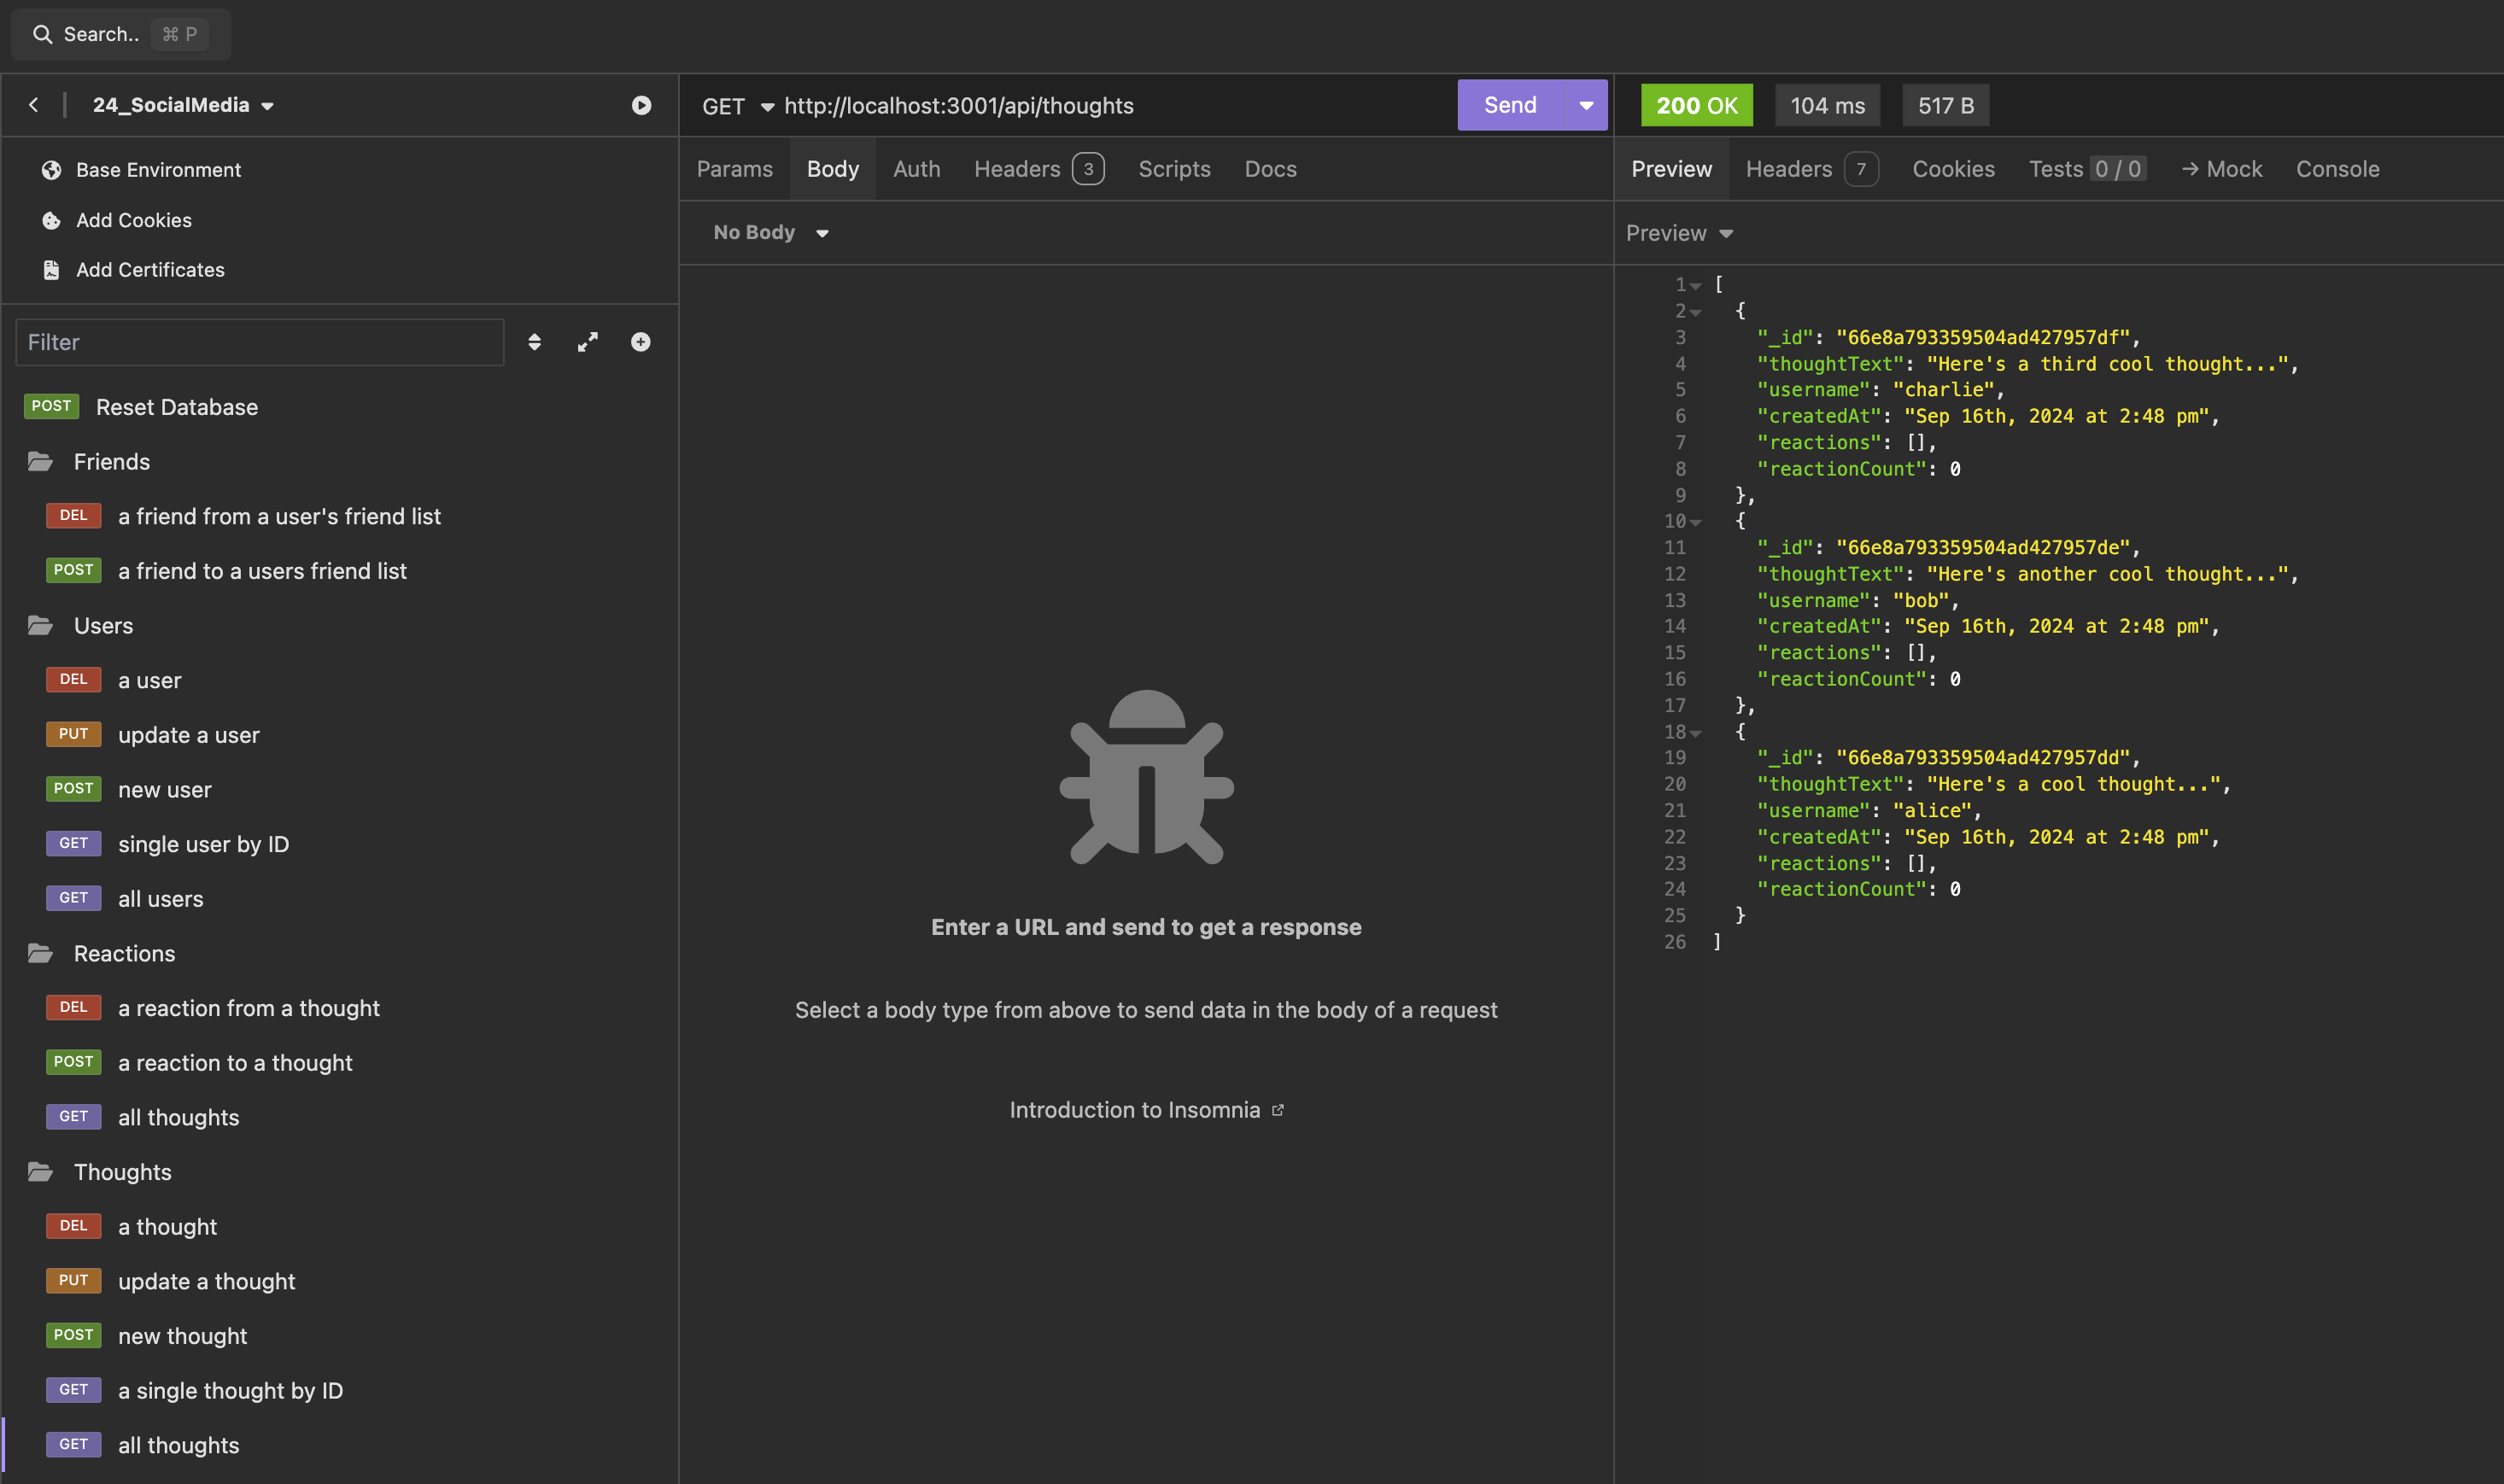 Search.. ⌘ P
24_SocialMedia
Base Environment
Add Cookies
Add Certificates
Filter
POST Reset Database
Friends
DEL a friend from a user's friend list
POST a friend to a users friend list
Users
DEL a user
PUT update a user
POST new user
GET single user by ID
GET all users
Reactions
DEL a reaction from a thought
POST a reaction to a thought
GET all thoughts
Thoughts
DEL a thought
PUT update a thought
POST new thought
GET a single thought by ID
GET all thoughts
GET http://localhost:3001/api/thoughts Send
Params Body Auth Headers 3 Scripts Docs
No Body
Enter a URL and send to get a response
Select a body type from above to send data in the body of a request
Introduction to Insomnia
200 OK 104 ms 517 B
Preview Headers 7 Cookies Tests 0 / 0 → Mock Console
Preview
1 [
2 {
3 "_id": "66e8a793359504ad427957df",
4 "thoughtText": "Here's a third cool thought...",
5 "username": "charlie",
6 "createdAt": "Sep 16th, 2024 at 2:48 pm",
7 "reactions": [],
8 "reactionCount": 0
9 },
10 {
11 "_id": "66e8a793359504ad427957de",
12 "thoughtText": "Here's another cool thought...",
13 "username": "bob",
14 "createdAt": "Sep 16th, 2024 at 2:48 pm",
15 "reactions": [],
16 "reactionCount": 0
17 },
18 {
19 "_id": "66e8a793359504ad427957dd",
20 "thoughtText": "Here's a cool thought...",
21 "username": "alice",
22 "createdAt": "Sep 16th, 2024 at 2:48 pm",
23 "reactions": [],
24 "reactionCount": 0
25 }
26 ]